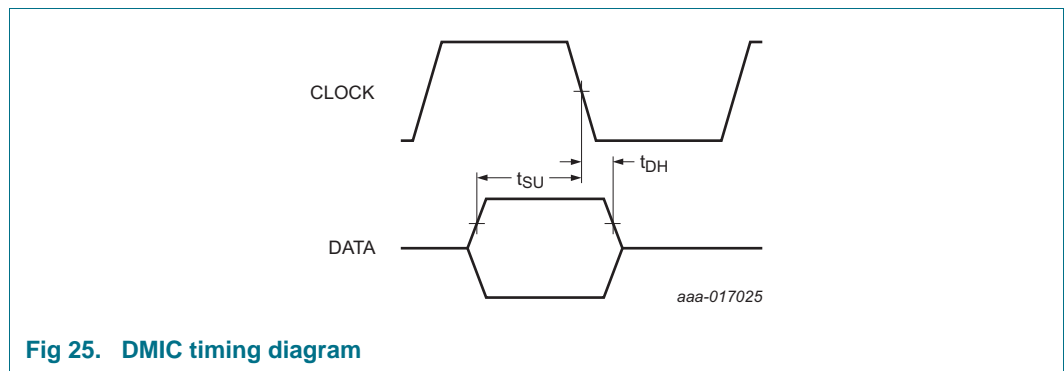 CLOCK
tDH
tSU
DATA
aaa-017025
Fig 25. DMIC timing diagram